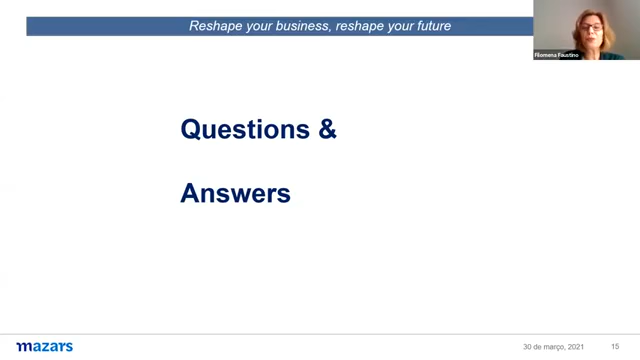 Reshape your business, reshape your future
Filomena Faustino
Questions &
Answers
mazars
30 de março, 2021
15